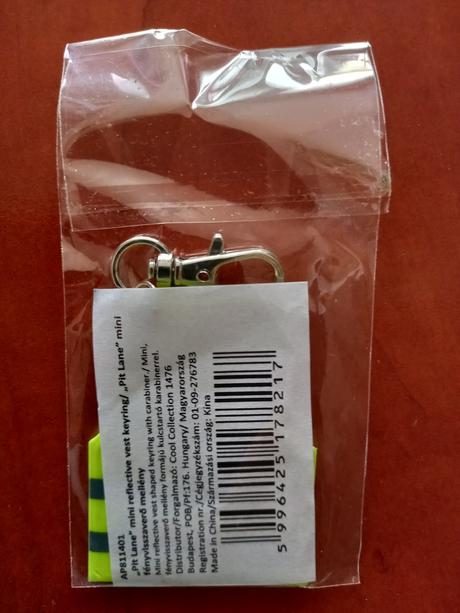 AP811401
„Pit Lane” mini reflective vest keyring/ „Pit Lane” mini
fényvisszaverő mellény
Mini reflective vest shaped keyring with carabiner./ Mini,
fényvisszaverő mellény formájú kulcstartó karabinerrel.
Distributor/Forgalmazó: Cool Collection 1476
Budapest, POB/Pf:176. Hungary/ Magyarország
Registration nr./Cégjegyzékszám: 01-09-276783
Made in China/Származási ország: Kína
5 996425 178217